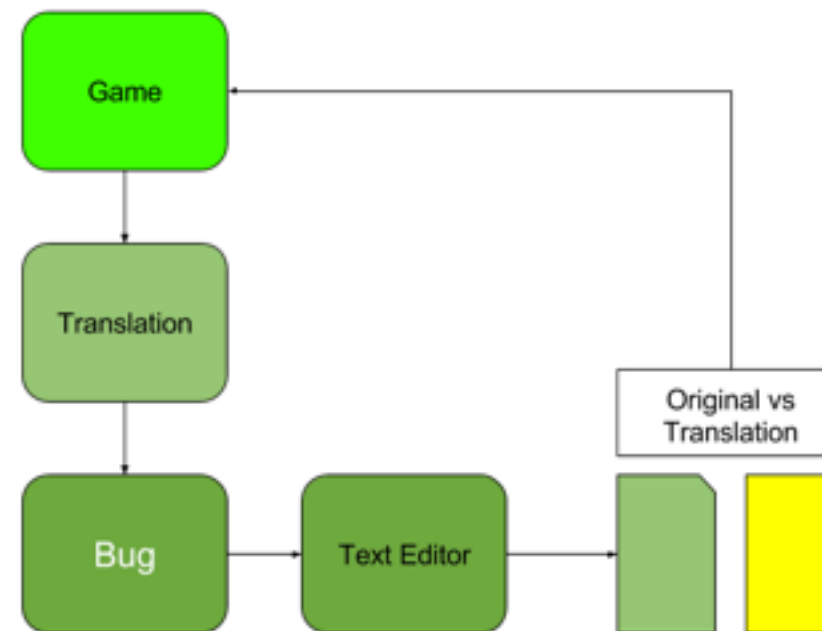 Game
Translation
Original vs
Translation
Bug
Text Editor